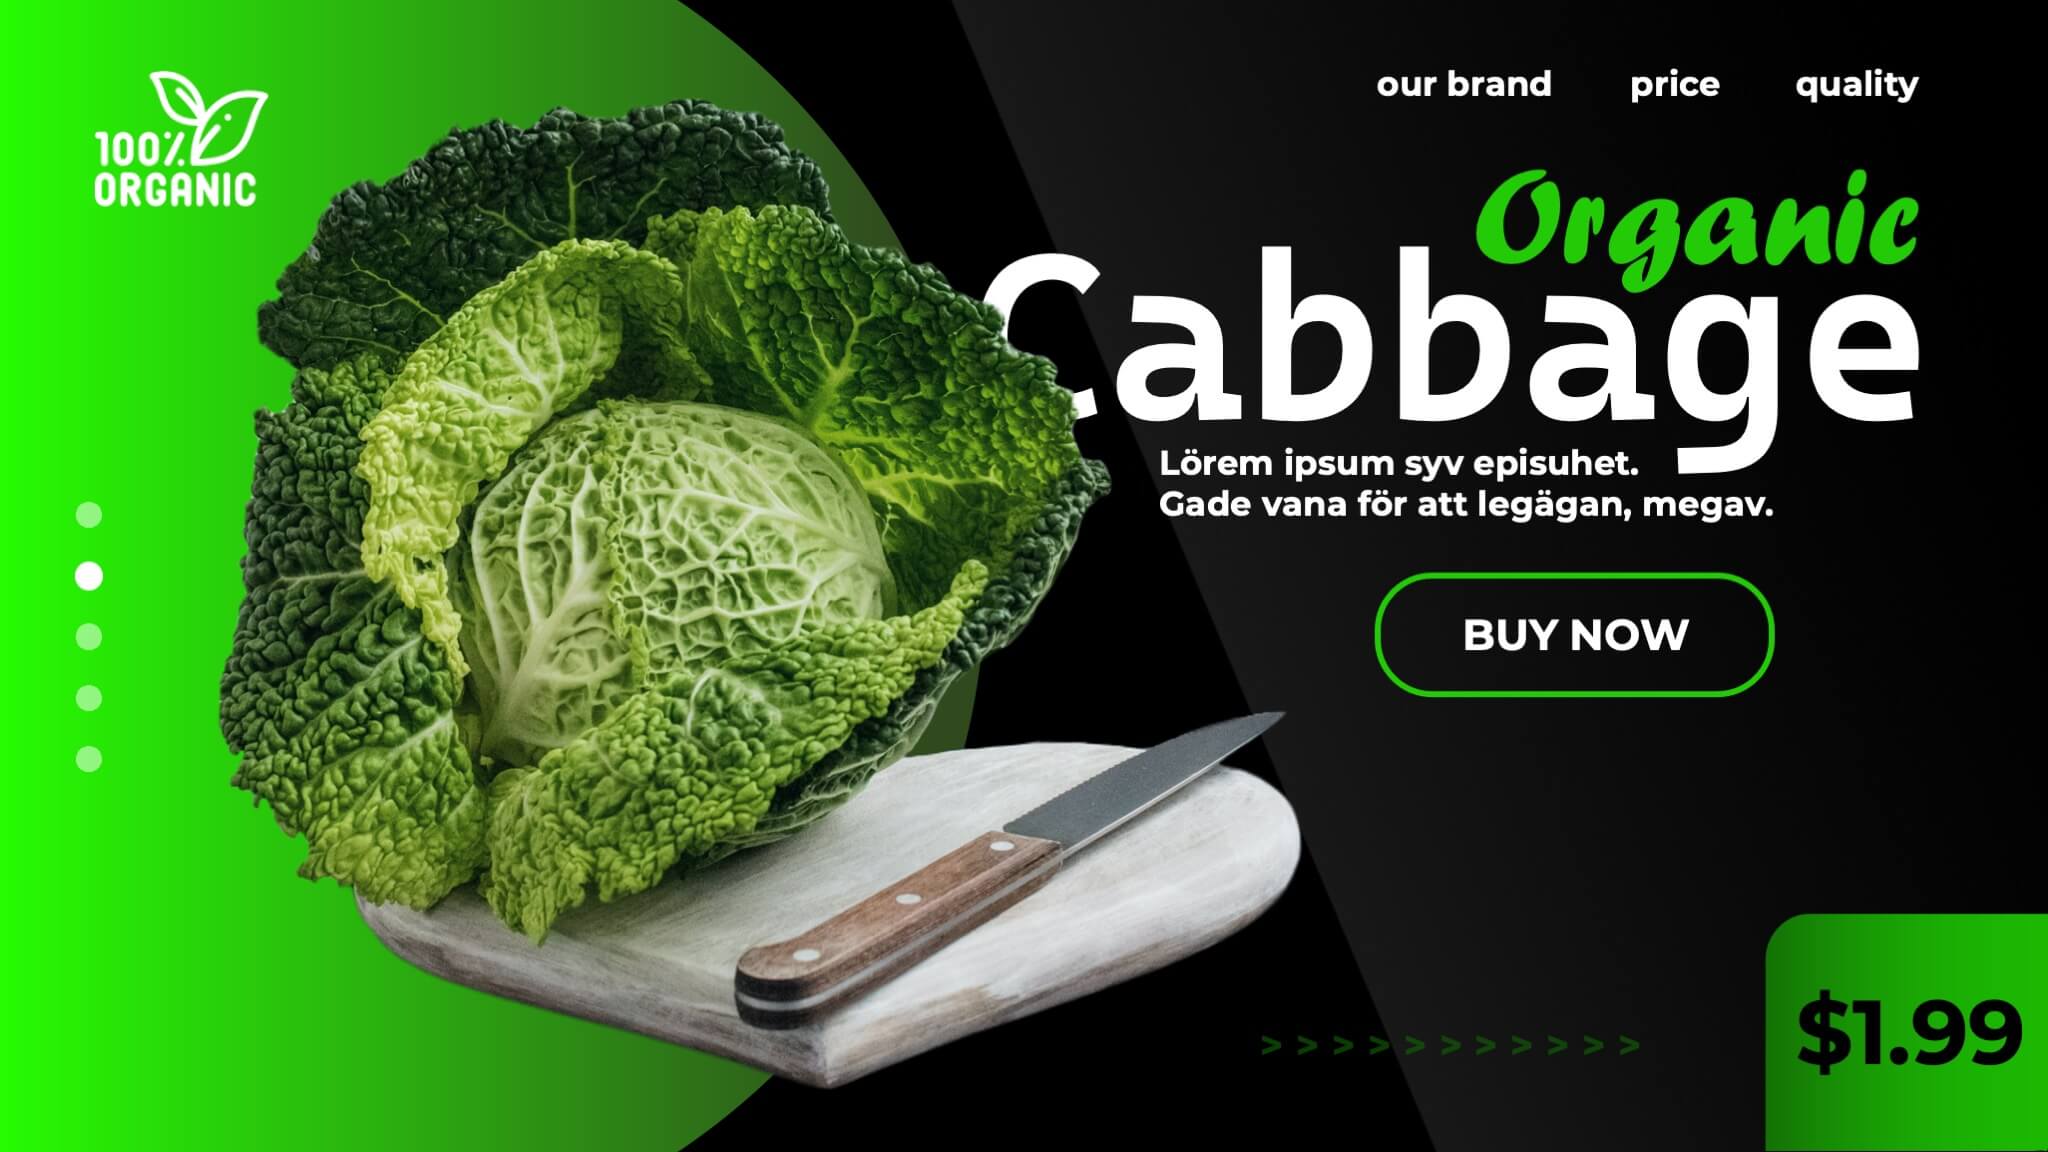 100%
ORGANIC
our brand price quality
Organic
Cabbage
Lörem ipsum syv episuhet.
Gade vana för att legägan, megav.
BUY NOW
> > > > > > > > > > >
$1.99